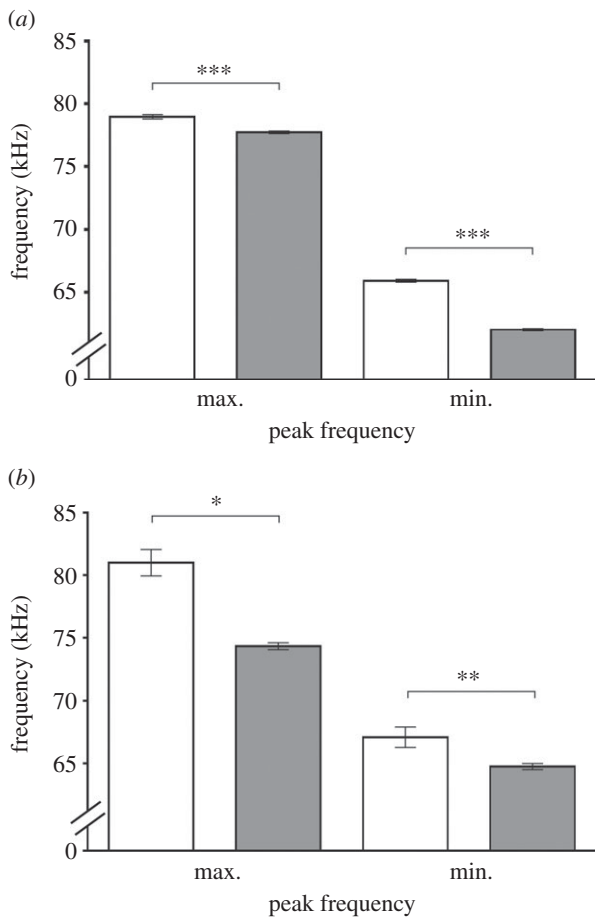 (a)
85
***
80
75
frequency (kHz)
70
***
65
0
max.
min.
peak frequency
(b)
85
*
80
75
frequency (kHz)
70
**
65
0
max.
min.
peak frequency